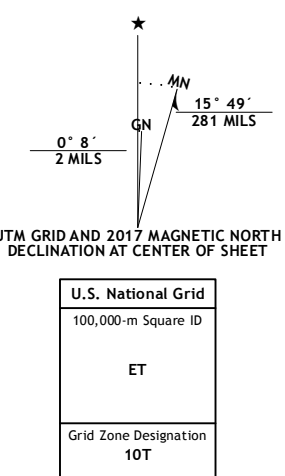 ★
MN
GN
15° 49´
281 MILS
0° 8´
2 MILS
UTM GRID AND 2017 MAGNETIC NORTH
DECLINATION AT CENTER OF SHEET
U.S. National Grid
100,000-m Square ID
ET
Grid Zone Designation
10T